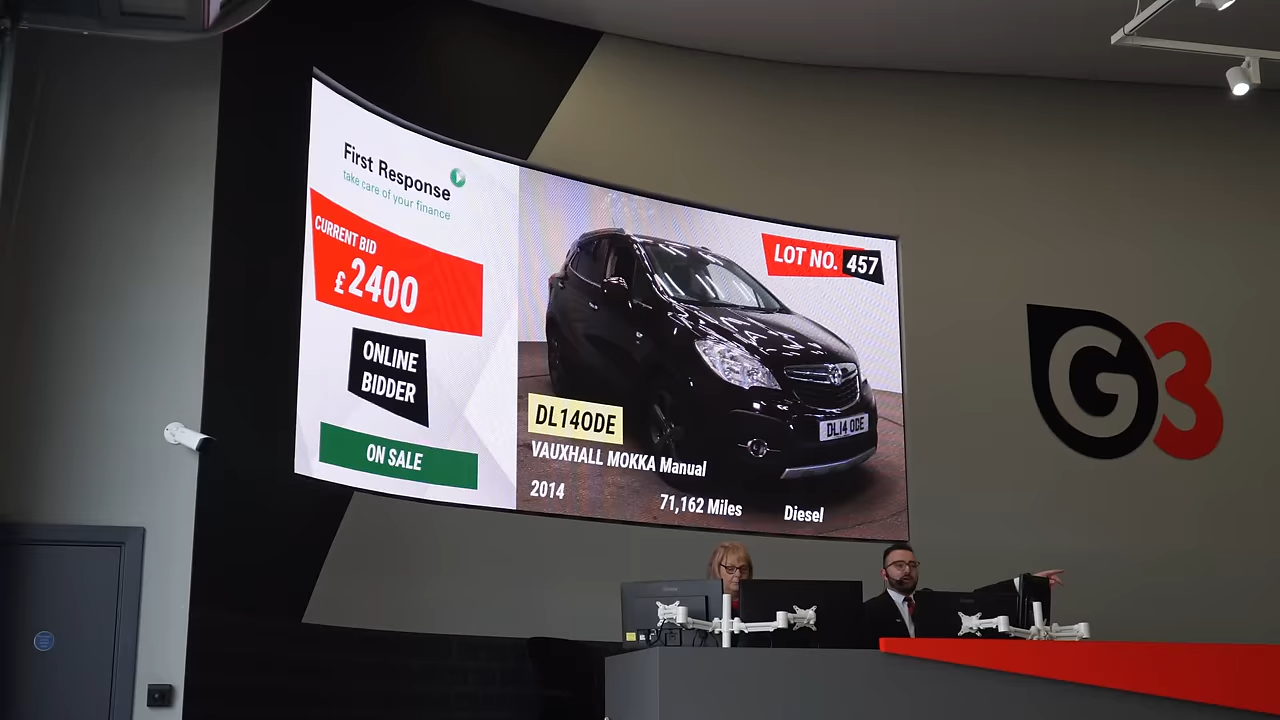 First Response
take care of your finance
CURRENT BID
£2400
ONLINE
BIDDER
ON SALE
LOT NO. 457
DL14 ODE
DL14ODE
VAUXHALL MOKKA Manual
2014
71,162 Miles
Diesel
G3